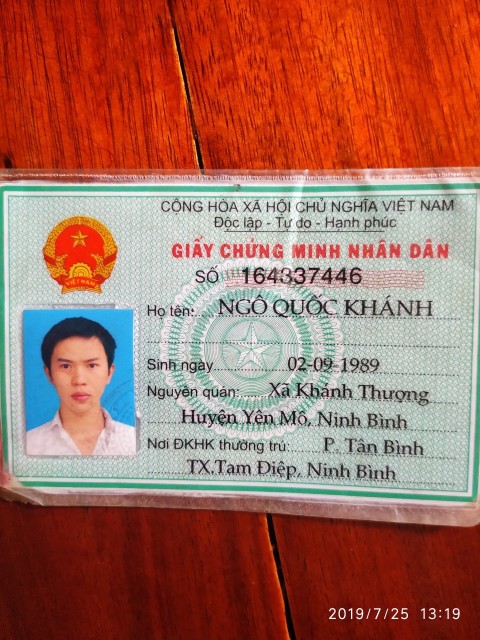 CỘNG HÒA XÃ HỘI CHỦ NGHĨA VIỆT NAM
Độc lập - Tự do - Hạnh phúc
GIẤY CHỨNG MINH NHÂN DÂN
SỐ 164337446
Họ tên: NGÔ QUỐC KHÁNH
Sinh ngày 02-09-1989
Nguyên quán: Xã Khánh Thượng
Huyện Yên Mô, Ninh Bình
Nơi ĐKHK thường trú: P. Tân Bình
TX.Tam Điệp, Ninh Bình
VIỆT NAM
2019/7/25 13:19